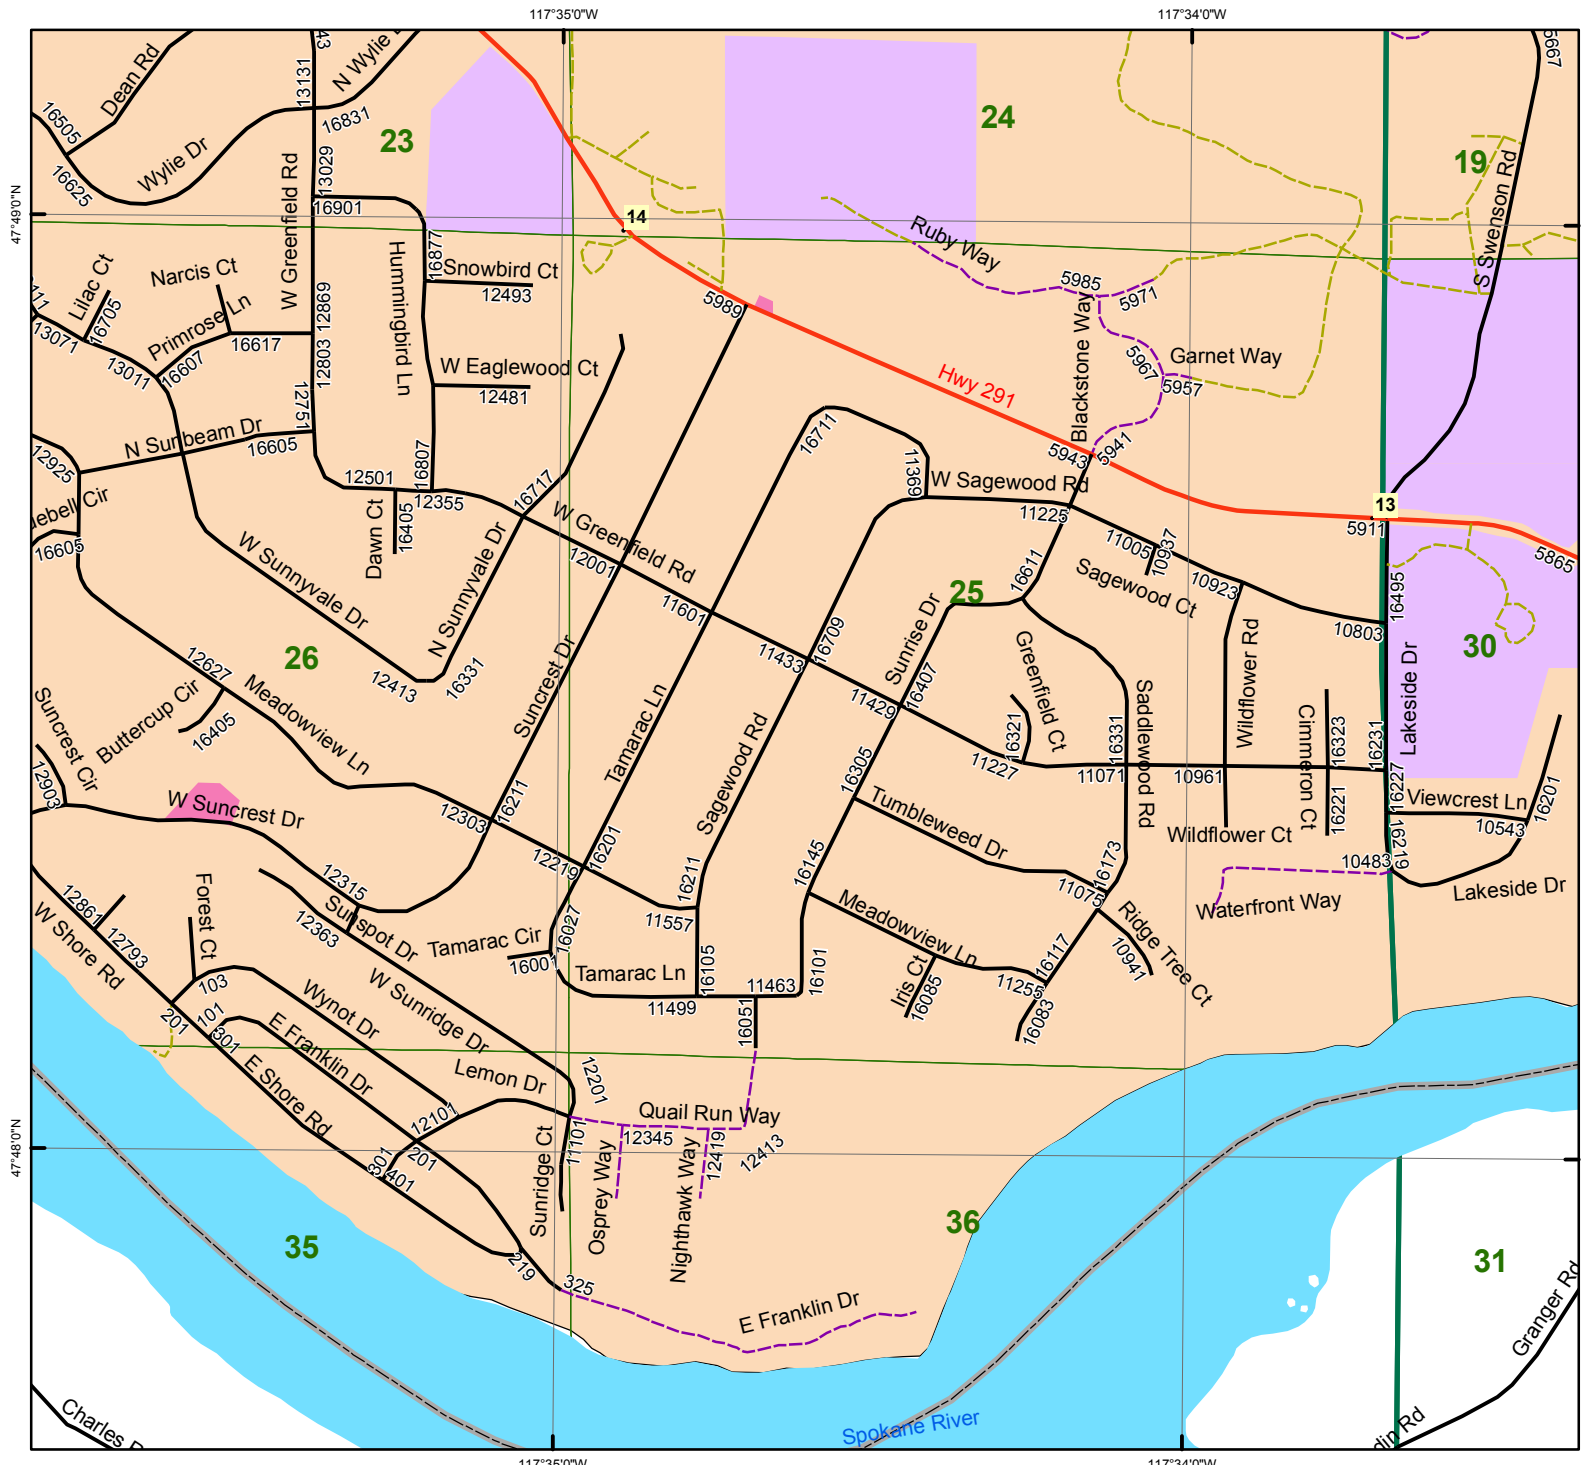 117°35'0"W
117°34'0"W
Dean Rd
13131
N Wylie
5667
16505
16831
23
24
19
Wylie Dr
16625
13029
W Greenfield Rd
16901
S Swenson Rd
47°49'0"N
14
Ruby Way
Hummingbird Ln
16877
Snowbird Ct
12493
Lilac Ct
Narcis Ct
16705
Primrose Ln
12869
5989
5985
5971
Blackstone Way
13071
13011
16607
16617
12803
W Eaglewood Ct
12481
5967
Garnet Way
5957
Hwy 291
12751
N Sunbeam Dr
16605
16807
16711
5943
5941
12925
12501
12355
16717
11369
W Sagewood Rd
11225
13
5911
5865
ebell Cir
16605
Dawn Ct
16405
W Greenfield Rd
12001
11005
10937
W Sunnyvale Dr
N Sunnyvale Dr
11601
16611
25
Sagewood Ct
10923
16495
10803
26
12627
12413
16331
Suncrest Dr
16709
11433
Sunrise Dr
16407
Greenfield Ct
Wildflower Rd
30
Suncrest Cir
Buttercup Cir
16405
Meadowview Ln
Tamarac Ln
Sagewood Rd
11429
16321
Saddlewood Rd
16331
Cimmeron Ct
16323
16231
Lakeside Dr
12903
11227
11071
10961
W Suncrest Dr
16211
12303
16305
Tumbleweed Dr
16221
16227
Viewcrest Ln
10543
16201
Wildflower Ct
16201
12219
16145
16173
16219
10483
12315
16211
11075
Lakeside Dr
12861
Forest Ct
12363
Sunspot Dr
11557
Meadowview Ln
Waterfront Way
W Shore Rd
12793
Tamarac Cir
16027
Ridge Tree Ct
10941
16001
Tamarac Ln
16105
11463
16101
Iris Ct
16085
16117
11255
103
W Sunridge Dr
11499
16051
16083
201
101
Wynot Dr
301
E Franklin Dr
E Shore Rd
Lemon Dr
12201
12101
Quail Run Way
12345
12419
12413
47°48'0"N
301
201
401
Sunridge Ct
11101
Osprey Way
Nighthawk Way
35
36
31
219
325
E Franklin Dr
Granger Rd
Charles
Spokane River
din Rd
117°35'0"W
117°34'0"W